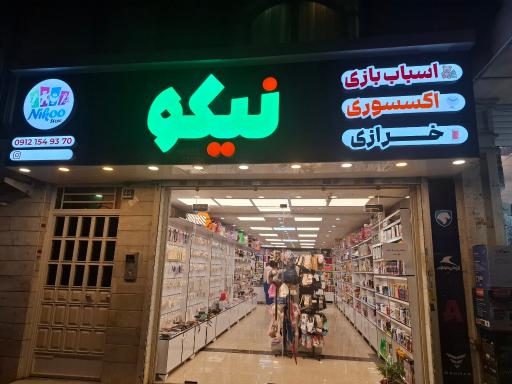 نیکو
اسباب بازی
اکسسوری
خرازی
Nikoo
0912 154 93 70